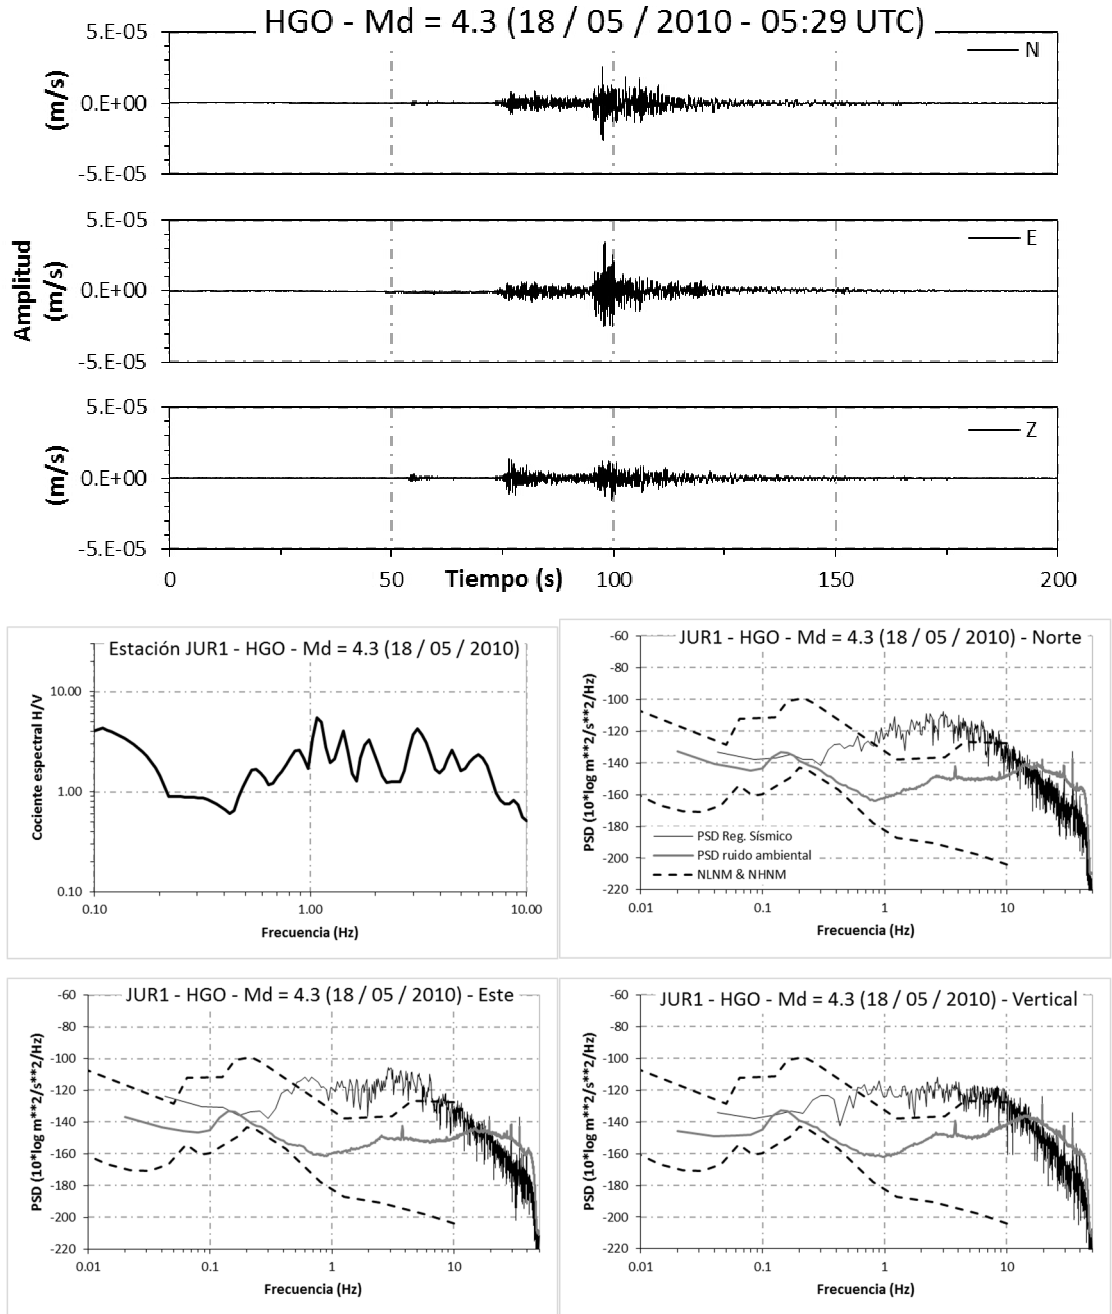 HGO - Md = 4.3 (18 / 05 / 2010 - 05:29 UTC)
5.E-05
N
0.E+00
-5.E-05
(m/s)
5.E-05
E
0.E+00
-5.E-05
Amplitud
(m/s)
5.E-05
Z
0.E+00
-5.E-05
(m/s)
0 50 100 150 200
Tiempo (s)
Estación JUR1 - HGO - Md = 4.3 (18 / 05 / 2010)
Cociente espectral H/V
10.00
1.00
0.10
0.10 1.00 10.00
Frecuencia (Hz)
JUR1 - HGO - Md = 4.3 (18 / 05 / 2010) - Norte
PSD (10*log m**2/s**2/Hz)
-60
-80
-100
-120
-140
-160
-180
-200
-220
PSD Reg. Sísmico
PSD ruido ambiental
NLNM & NHNM
0.01 0.1 1 10
Frecuencia (Hz)
JUR1 - HGO - Md = 4.3 (18 / 05 / 2010) - Este
PSD (10*log m**2/s**2/Hz)
-60
-80
-100
-120
-140
-160
-180
-200
-220
0.01 0.1 1 10
Frecuencia (Hz)
JUR1 - HGO - Md = 4.3 (18 / 05 / 2010) - Vertical
PSD (10*log m**2/s**2/Hz)
-60
-80
-100
-120
-140
-160
-180
-200
-220
0.01 0.1 1 10
Frecuencia (Hz)